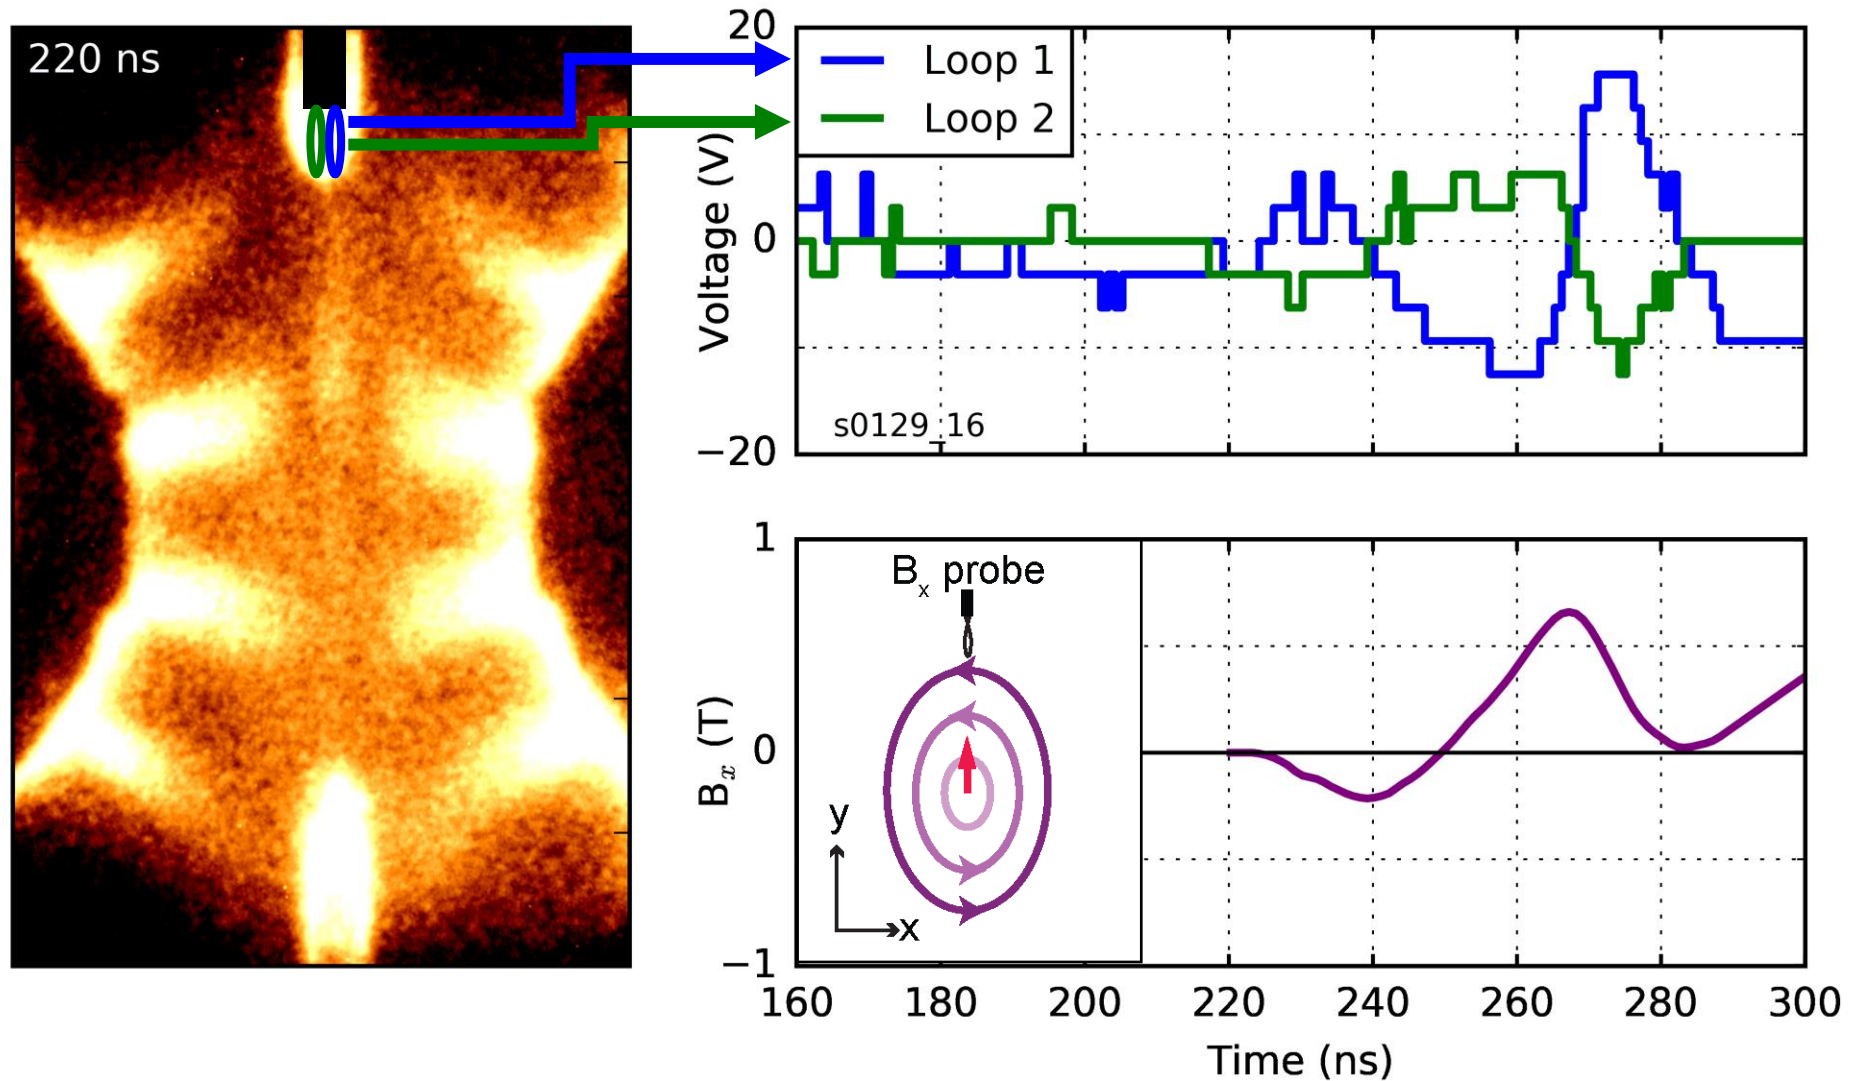 220 ns
20
0
−20
Voltage (V)
Loop 1
Loop 2
s0129_16
1
0
−1
Bx (T)
Bx probe
y
x
160 180 200 220 240 260 280 300
Time (ns)